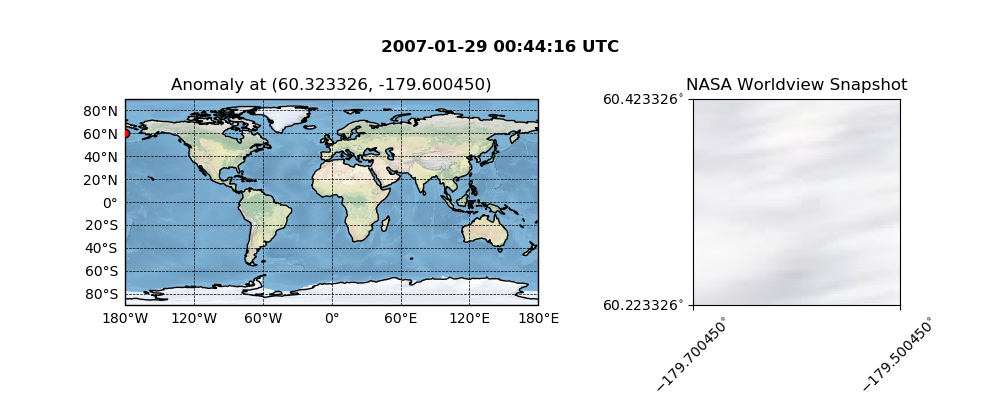 2007-01-29 00:44:16 UTC
Anomaly at (60.323326, -179.600450)
NASA Worldview Snapshot
80°N
60°N
40°N
20°N
0°
20°S
40°S
60°S
80°S
180°W
120°W
60°W
0°
60°E
120°E
180°E
60.423326°
60.223326°
−179.700450°
−179.500450°